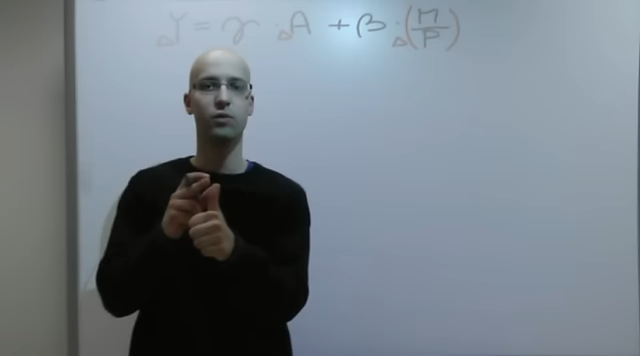 ΔY = γ · ΔA + β · Δ(M/P)